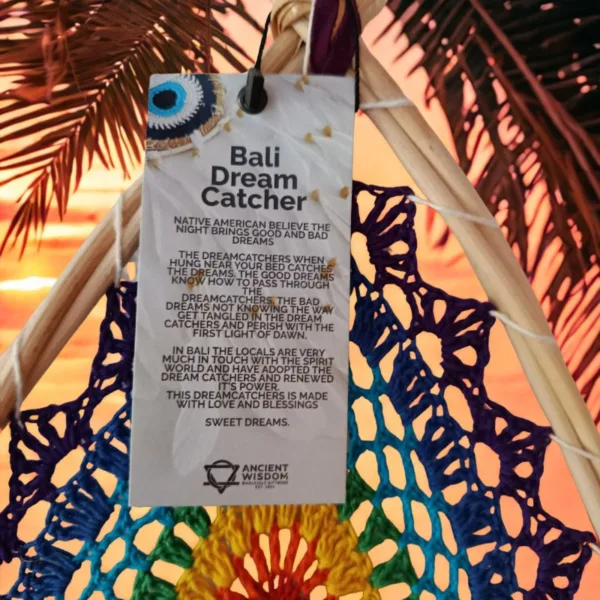 Bali
Dream
Catcher
NATIVE AMERICAN BELIEVE THE
NIGHT BRINGS GOOD AND BAD
DREAMS
THE DREAMCATCHERS WHEN
HUNG NEAR YOUR BED CATCHES
THE DREAMS. THE GOOD DREAMS
KNOW HOW TO PASS THROUGH
THE
DREAMCATCHERS, THE BAD
DREAMS NOT KNOWING THE WAY
GET TANGLED IN THE DREAM
CATCHERS AND PERISH WITH THE
FIRST LIGHT OF DAWN.
IN BALI THE LOCALS ARE VERY
MUCH IN TOUCH WITH THE SPIRIT
WORLD AND HAVE ADOPTED THE
DREAM CATCHERS AND RENEWED
IT'S POWER.
THIS DREAMCATCHERS IS MADE
WITH LOVE AND BLESSINGS
SWEET DREAMS.
ANCIENT
WISDOM